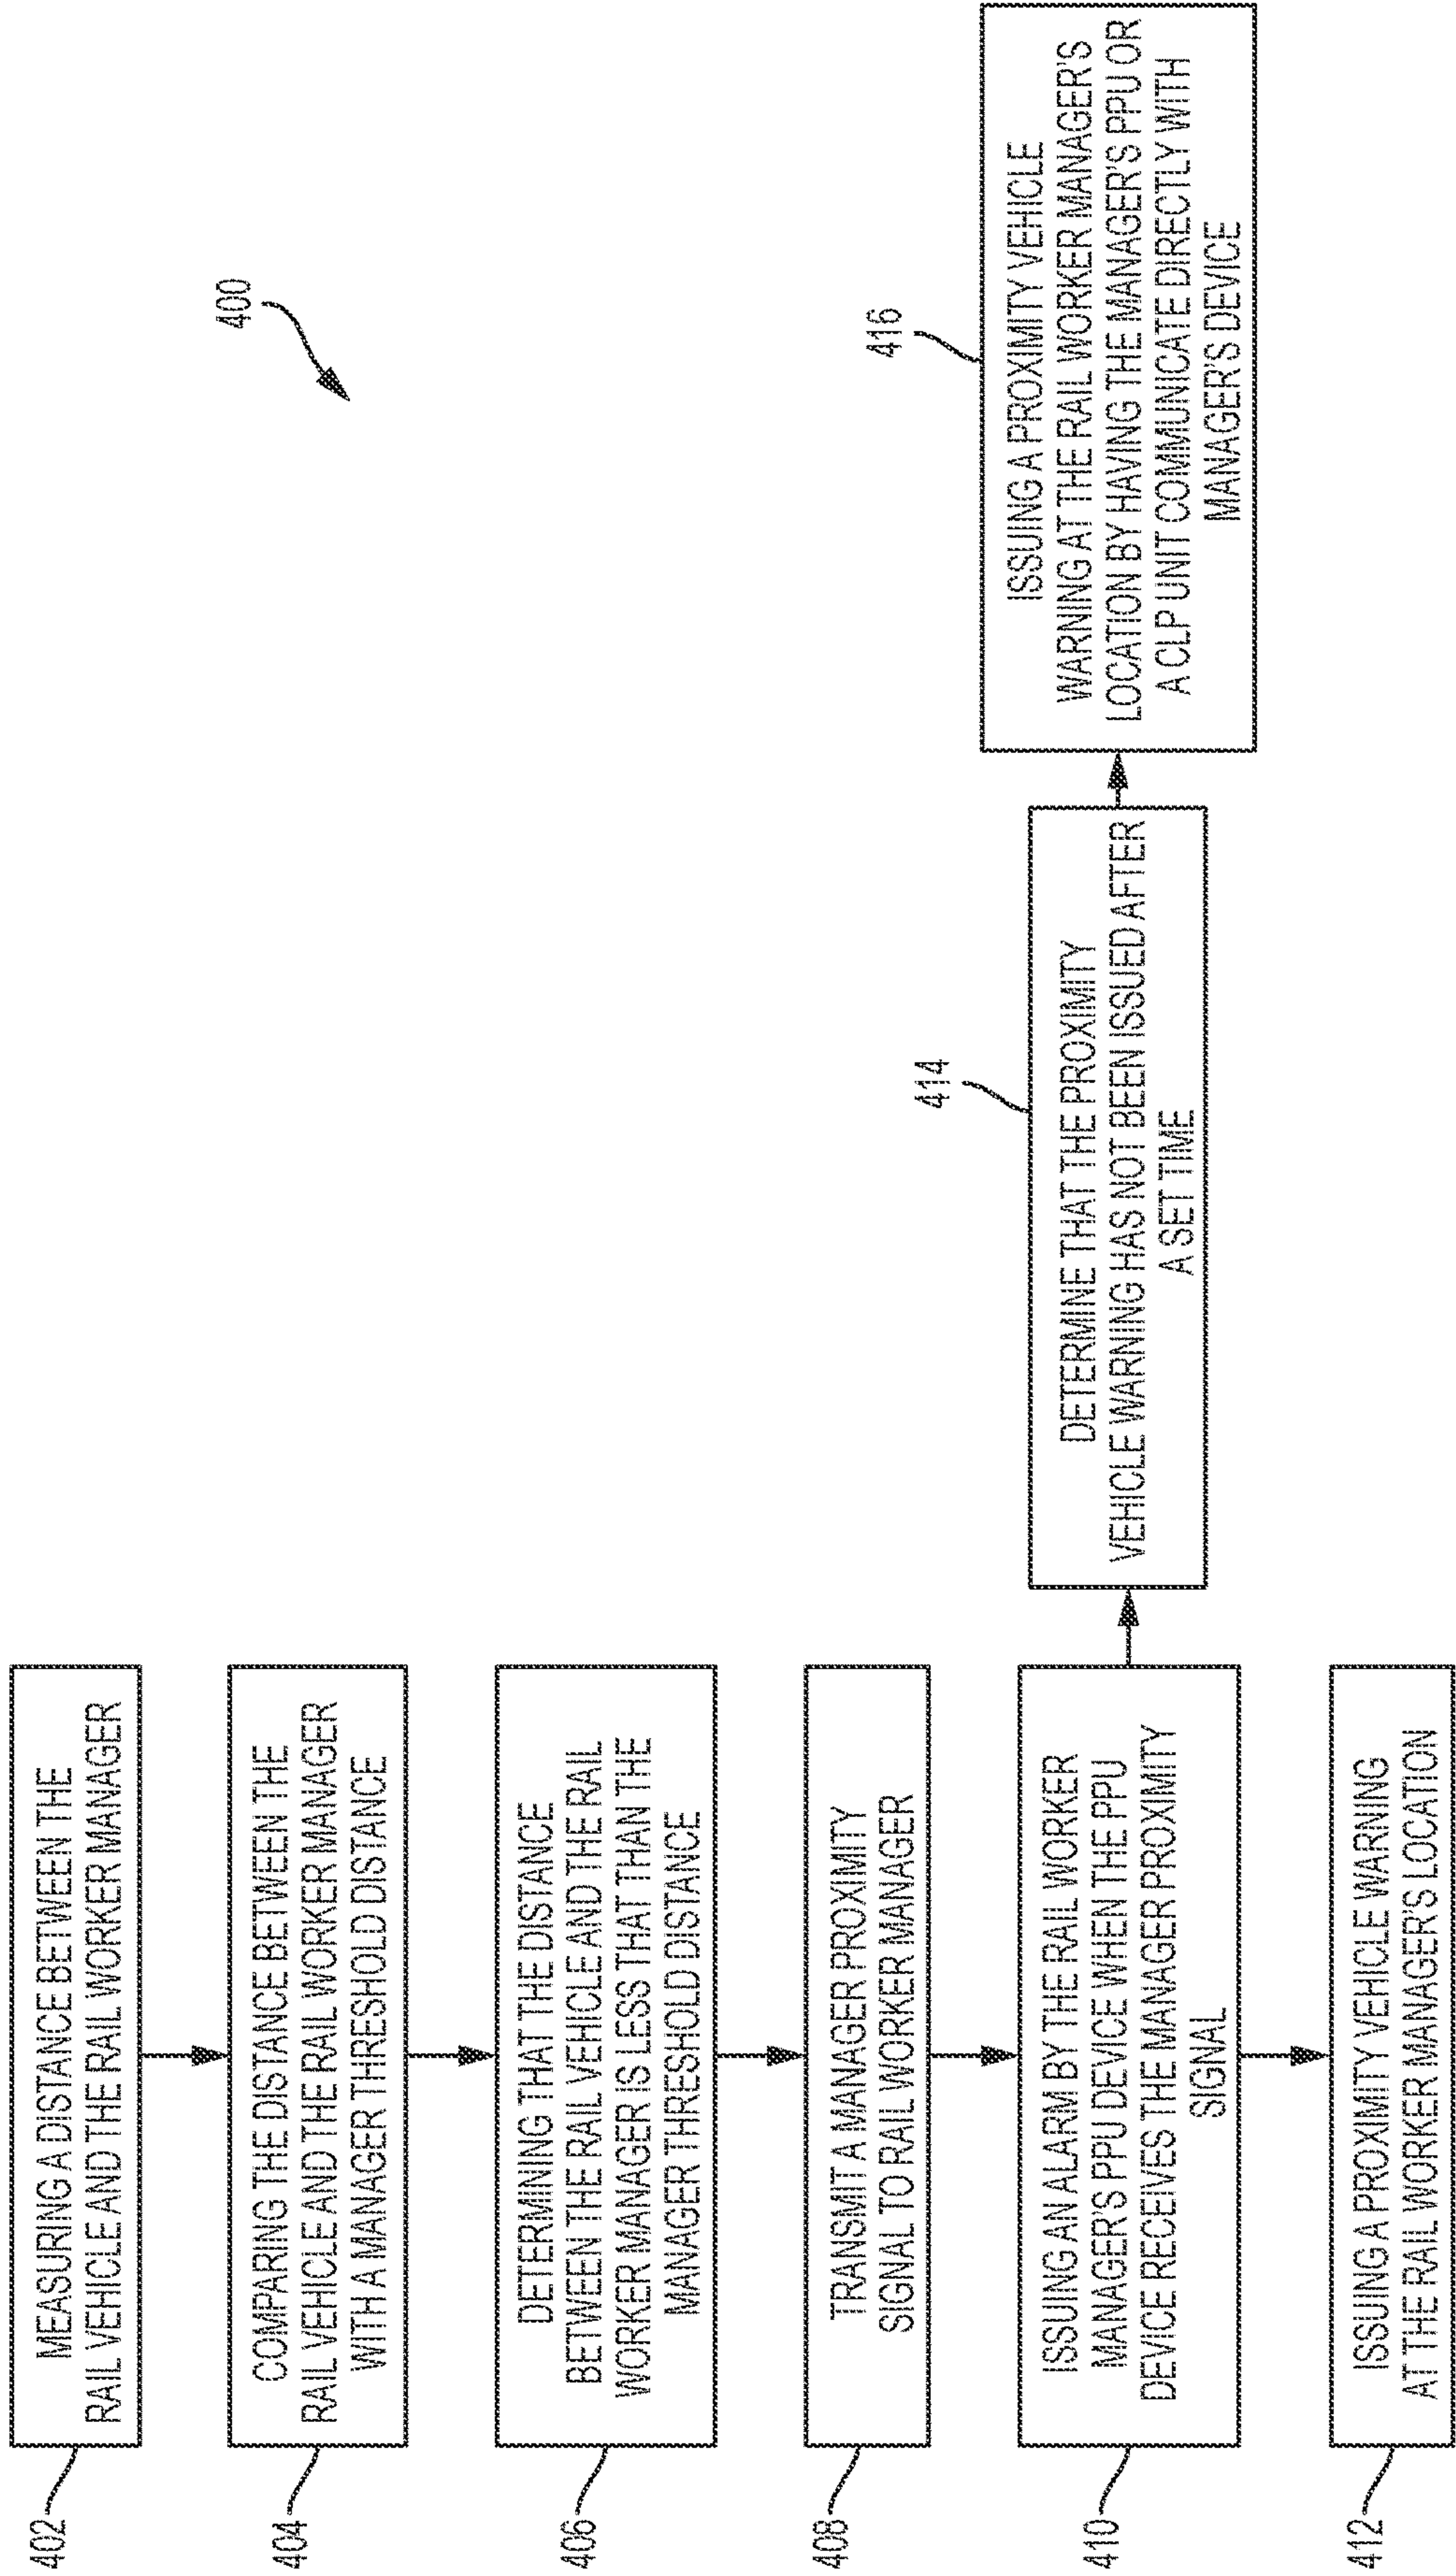 400
402
MEASURING A DISTANCE BETWEEN THE
RAIL VEHICLE AND THE RAIL WORKER MANAGER
404
COMPARING THE DISTANCE BETWEEN THE
RAIL VEHICLE AND THE RAIL WORKER MANAGER
WITH A MANAGER THRESHOLD DISTANCE
406
DETERMINING THAT THE DISTANCE
BETWEEN THE RAIL VEHICLE AND THE RAIL
WORKER MANAGER IS LESS THAT THAN THE
MANAGER THRESHOLD DISTANCE
408
TRANSMIT A MANAGER PROXIMITY
SIGNAL TO RAIL WORKER MANAGER
410
ISSUING AN ALARM BY THE RAIL WORKER
MANAGER'S PPU DEVICE WHEN THE PPU
DEVICE RECEIVES THE MANAGER PROXIMITY
SIGNAL
412
ISSUING A PROXIMITY VEHICLE WARNING
AT THE RAIL WORKER MANAGER'S LOCATION
414
DETERMINE THAT THE PROXIMITY
VEHICLE WARNING HAS NOT BEEN ISSUED AFTER
A SET TIME
416
ISSUING A PROXIMITY VEHICLE
WARNING AT THE RAIL WORKER MANAGER'S
LOCATION BY HAVING THE MANAGER'S PPU OR
A CLP UNIT COMMUNICATE DIRECTLY WITH
MANAGER'S DEVICE